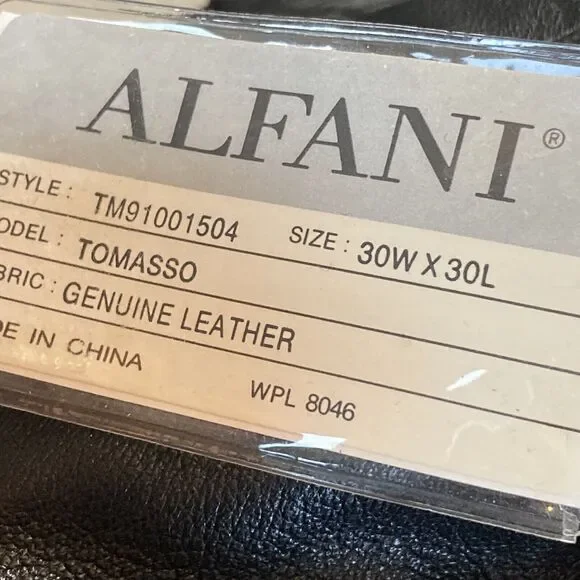 ALFANI®
STYLE: TM91001504 SIZE: 30W X 30L
ODEL: TOMASSO
BRIC: GENUINE LEATHER
DE IN CHINA WPL 8046